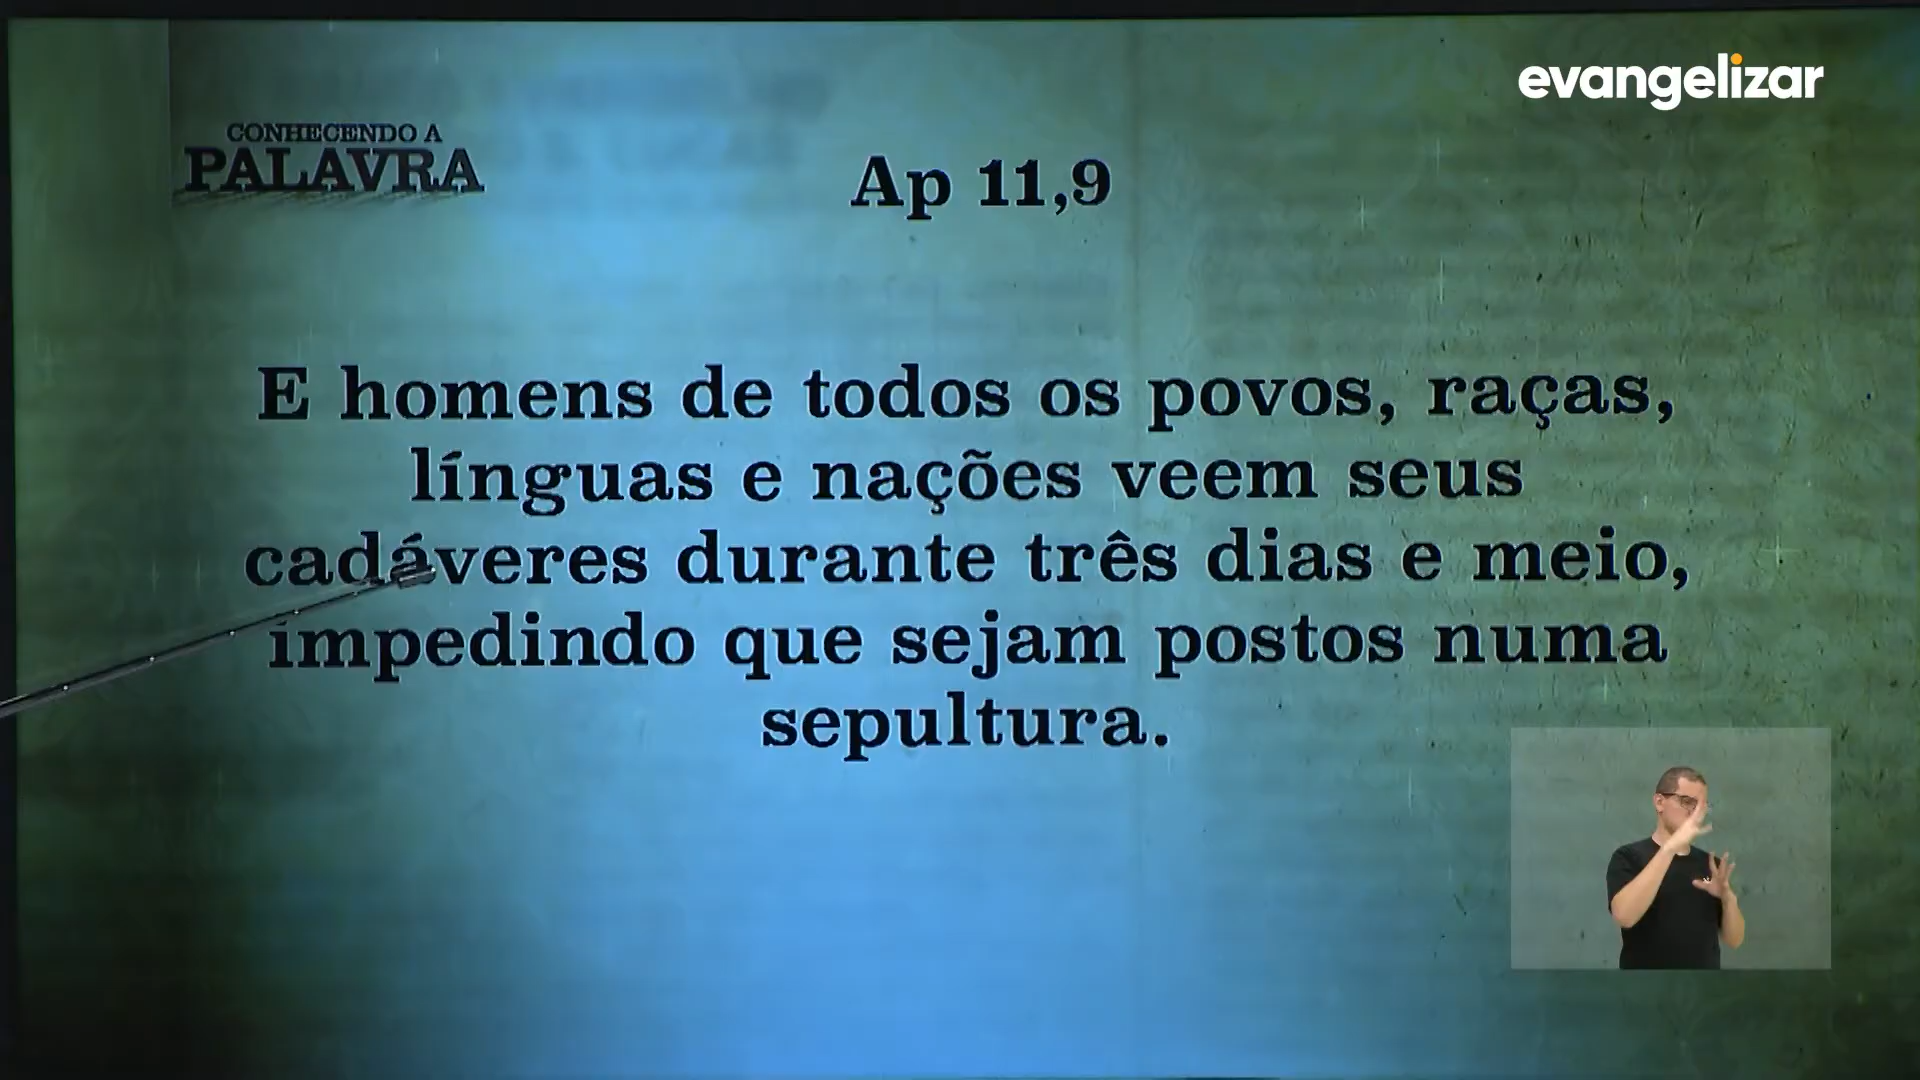 evangelizar
CONHECENDO A
PALAVRA
Ap 11,9
E homens de todos os povos, raças,
línguas e nações veem seus
cadáveres durante três dias e meio,
impedindo que sejam postos numa
sepultura.